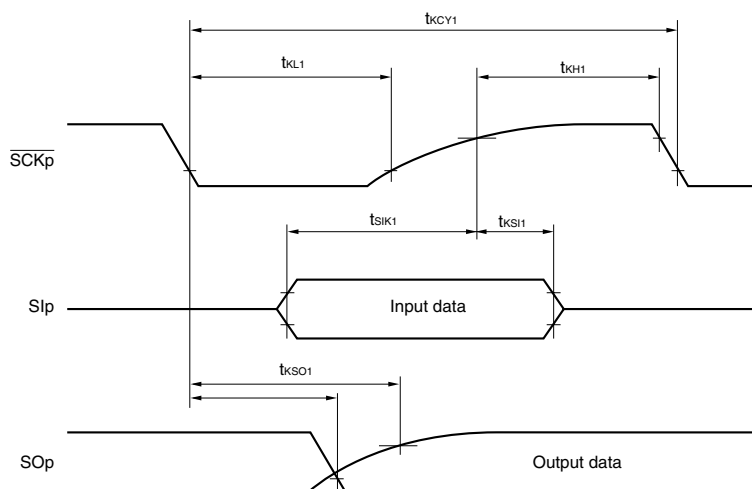 tKCY1
tKL1
tKH1
SCKp
tSIK1
tKSI1
SIp
Input data
tKSO1
SOp
Output data